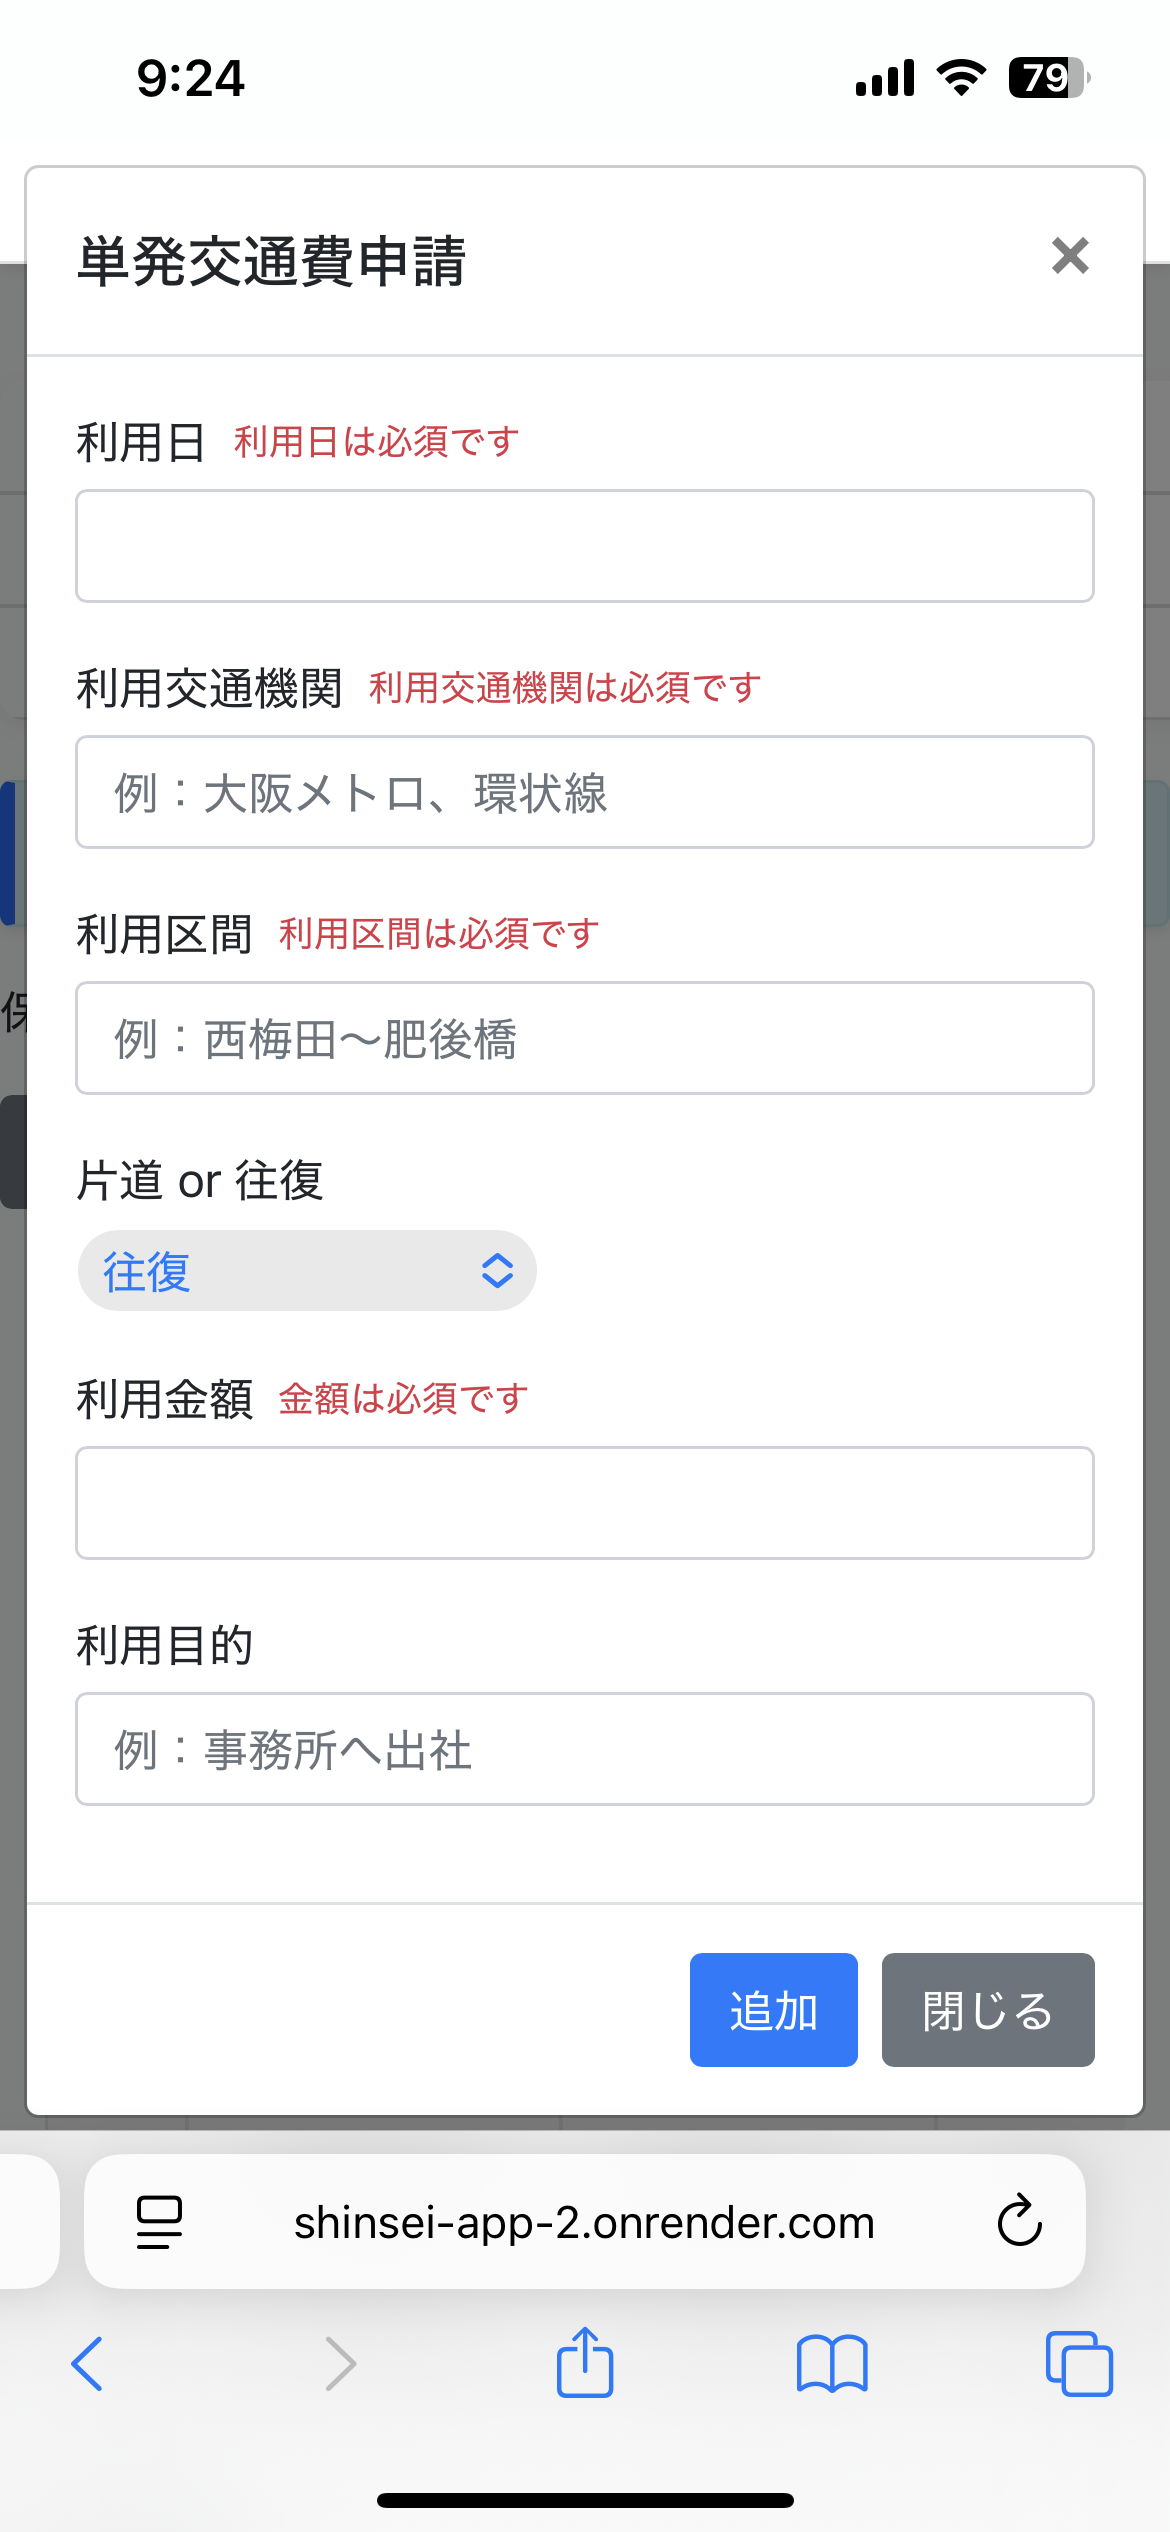 9:24
79
単発交通費申請
利用日 利用日は必須です
利用交通機関 利用交通機関は必須です
例：大阪メトロ、環状線
利用区間 利用区間は必須です
例：西梅田〜肥後橋
保
片道 or 往復
往復
利用金額 金額は必須です
利用目的
例：事務所へ出社
追加 閉じる
shinsei-app-2.onrender.com